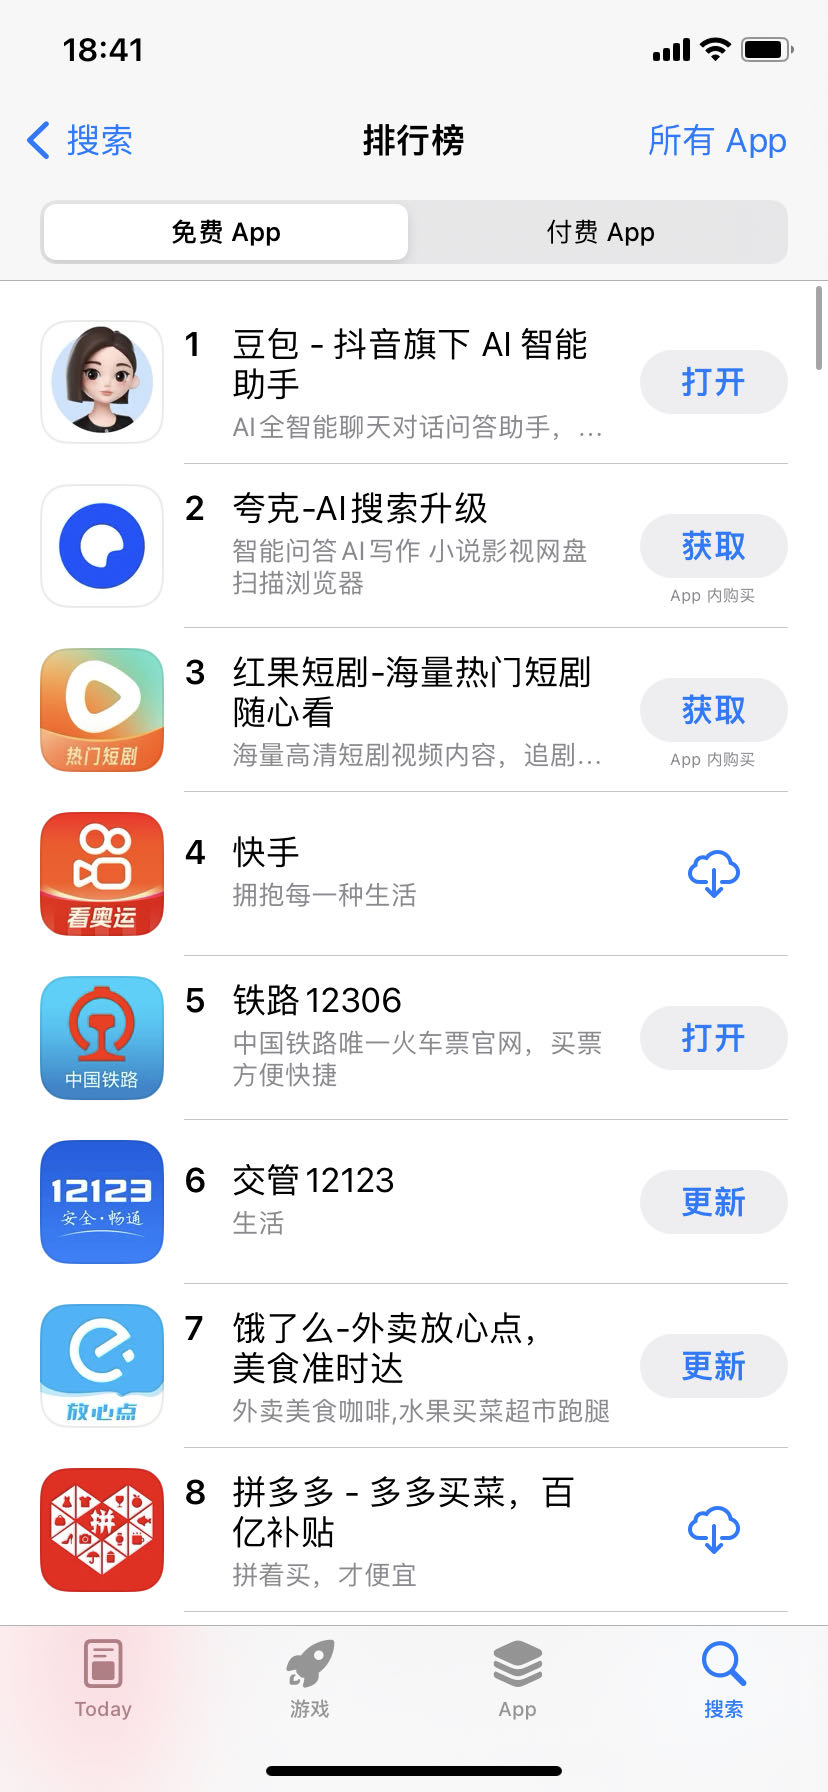 18:41
搜索
排行榜
所有 App
免费 App
付费 App
1
豆包 - 抖音旗下 AI 智能
助手
AI全智能聊天对话问答助手，...
打开
2
夸克-AI搜索升级
智能问答AI写作 小说影视网盘
扫描浏览器
获取
App 内购买
热门短剧
3
红果短剧-海量热门短剧
随心看
海量高清短剧视频内容，追剧...
获取
App 内购买
看奥运
4
快手
拥抱每一种生活
中国铁路
5
铁路12306
中国铁路唯一火车票官网，买票
方便快捷
打开
12123
安全·畅通
6
交管12123
生活
更新
放心点
7
饿了么-外卖放心点，
美食准时达
外卖美食咖啡,水果买菜超市跑腿
更新
拼
8
拼多多 - 多多买菜，百
亿补贴
拼着买，才便宜
Today
游戏
App
搜索